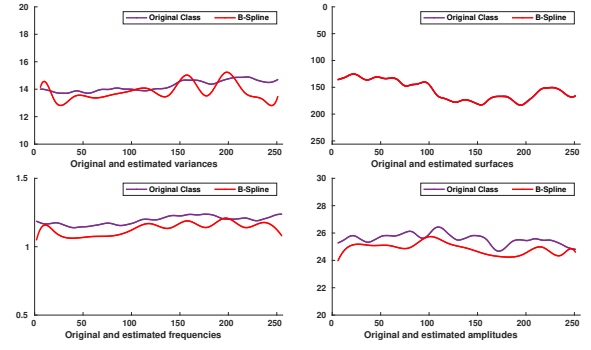 20
18
16
14
12
10
Original Class B-Spline
0 50 100 150 200 250
Original and estimated variances
0
50
100
150
200
250
Original Class B-Spline
0 50 100 150 200 250
Original and estimated surfaces
1.5
1
0.5
Original Class B-Spline
0 50 100 150 200 250
Original and estimated frequencies
30
28
26
24
22
20
Original Class B-Spline
0 50 100 150 200 250
Original and estimated amplitudes